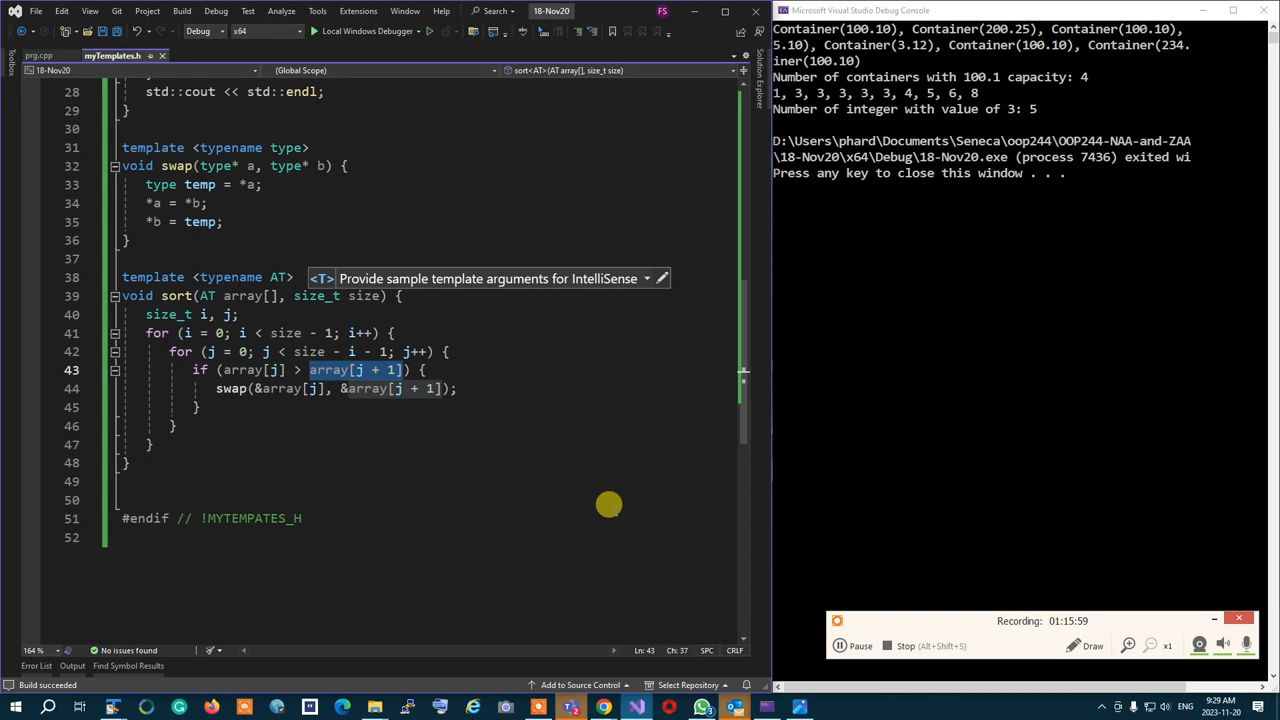 File Edit View Git Project Build Debug Test Analyze Tools
Extensions Window Help Search 18-Nov20 FS
Debug x64 Local Windows Debugger
prg.cpp myTemplates.h
18-Nov20 (Global Scope) sort<AT>(AT array[], size_t size)
Toolbox
Solution Explorer
28 std::cout << std::endl;
29 }
30
31 template <typename type>
32 void swap(type* a, type* b) {
33 type temp = *a;
34 *a = *b;
35 *b = temp;
36 }
37
38 template <typename AT> <T> Provide sample template arguments for IntelliSense
39 void sort(AT array[], size_t size) {
40 size_t i, j;
41 for (i = 0; i < size - 1; i++) {
42 for (j = 0; j < size - i - 1; j++) {
43 if (array[j] > array[j + 1]) {
44 swap(&array[j], &array[j + 1]);
45 }
46 }
47 }
48 }
49
50
51 #endif // !MYTEMPATES_H
52
164 % No issues found Ln: 43 Ch: 37 SPC CRLF
Error List Output Find Symbol Results
Build succeeded Add to Source Control Select Repository
Microsoft Visual Studio Debug Console
Container(100.10), Container(200.25), Container(100.10),
5.10), Container(3.12), Container(100.10), Container(234.
iner(100.10)
Number of containers with 100.1 capacity: 4
1, 3, 3, 3, 3, 3, 4, 5, 6, 8
Number of integer with value of 3: 5
D:\Users\phard\Documents\Seneca\oop244\OOP244-NAA-and-ZAA
\18-Nov20\x64\Debug\18-Nov20.exe (process 7436) exited wi
Press any key to close this window . . .
Recording: 01:15:59
Pause Stop (Alt+Shift+S) Draw x1
ENG 9:29 AM
2023-11-20